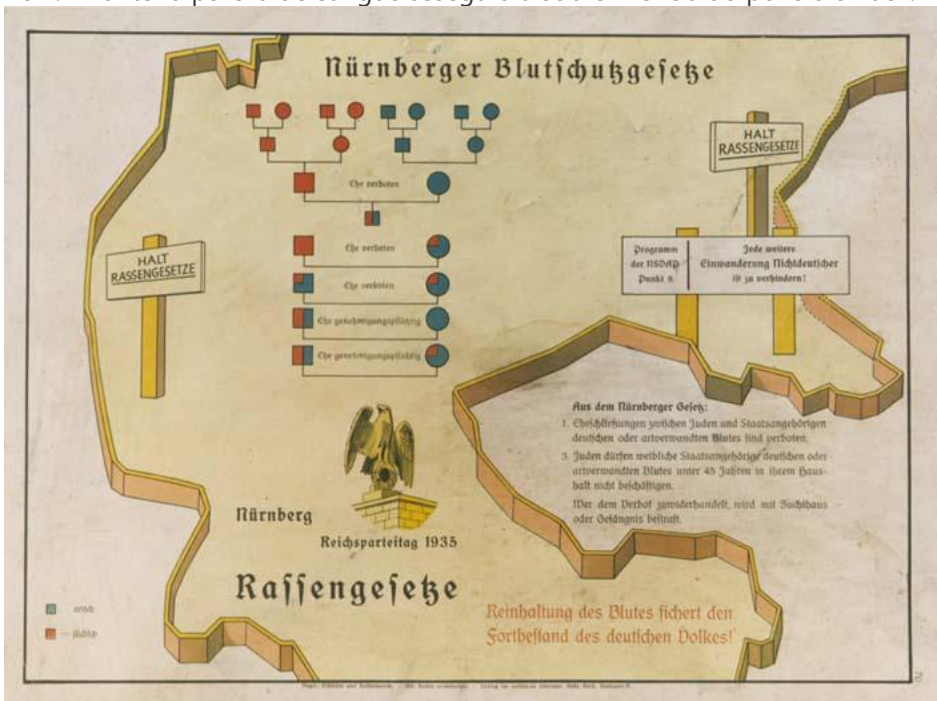 Nürnberger Blutschutzgesetze
HALT
RASSENGESETZE
Ehe verboten
Ehe verboten
Ehe verboten
Ehe genehmigungspflichtig
Ehe genehmigungspflichtig
HALT
RASSENGESETZE
Programm
der NSDAP
Punkt 8
Jede weitere
Einwanderung Nichtdeutscher
ist zu verhindern!
Aus dem Nürnberger Gesetz:
1. Eheschließungen zwischen Juden und Staatsangehörigen
deutschen oder artverwandten Blutes sind verboten.
3. Juden dürfen weibliche Staatsangehörige deutschen oder
artverwandten Blutes unter 45 Jahren in ihrem Haus-
halt nicht beschäftigen.
Wer dem Verbot zuwiderhandelt, wird mit Zuchthaus
oder Gefängnis bestraft.
Nürnberg
Reichsparteitag 1935
Rassengesetze
Reinhaltung des Blutes sichert den
Fortbestand des deutschen Volkes!
= jüdisch
70